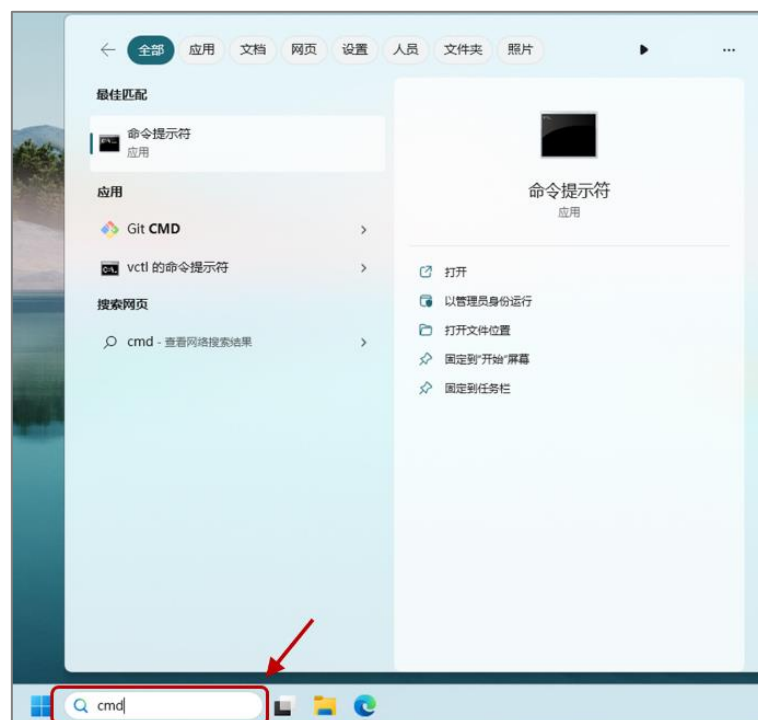 全部 应用 文档 网页 设置 人员 文件夹 照片
最佳匹配
命令提示符
应用
应用
Git CMD
vctl 的命令提示符
搜索网页
cmd - 查看网络搜索结果
命令提示符
应用
打开
以管理员身份运行
打开文件位置
固定到"开始"屏幕
固定到任务栏
cmd